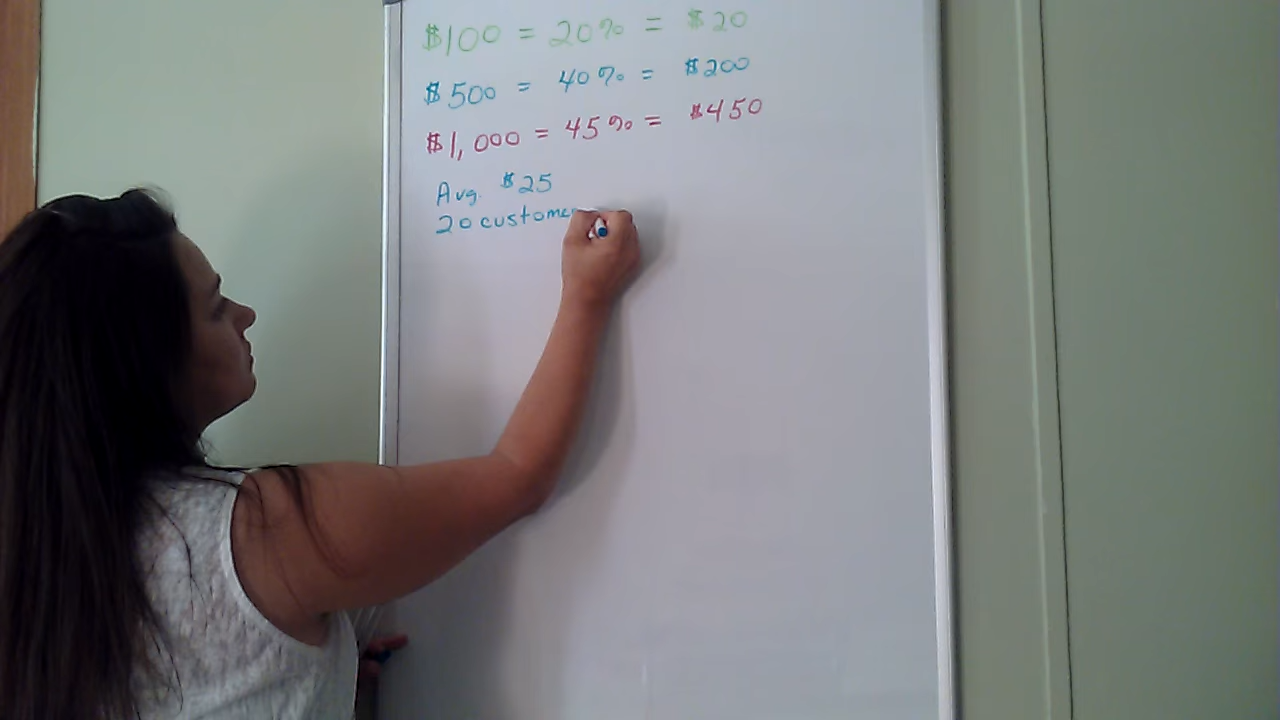 $100 = 20% = $20
$500 = 40% = $200
$1,000 = 45% = $450
Avg. $25
20 custome